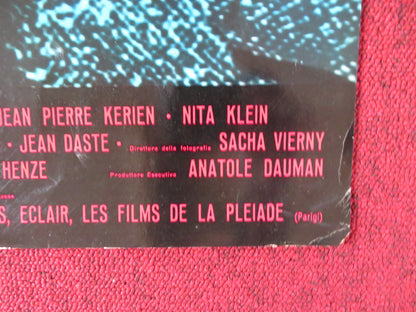 JEAN PIERRE KERIEN • NITA KLEIN
• JEAN DASTE • Direttore della fotografia SACHA VIERNY
HENZE Produttore Esecutivo ANATOLE DAUMAN
S, ECLAIR, LES FILMS DE LA PLEIADE (Parigi)